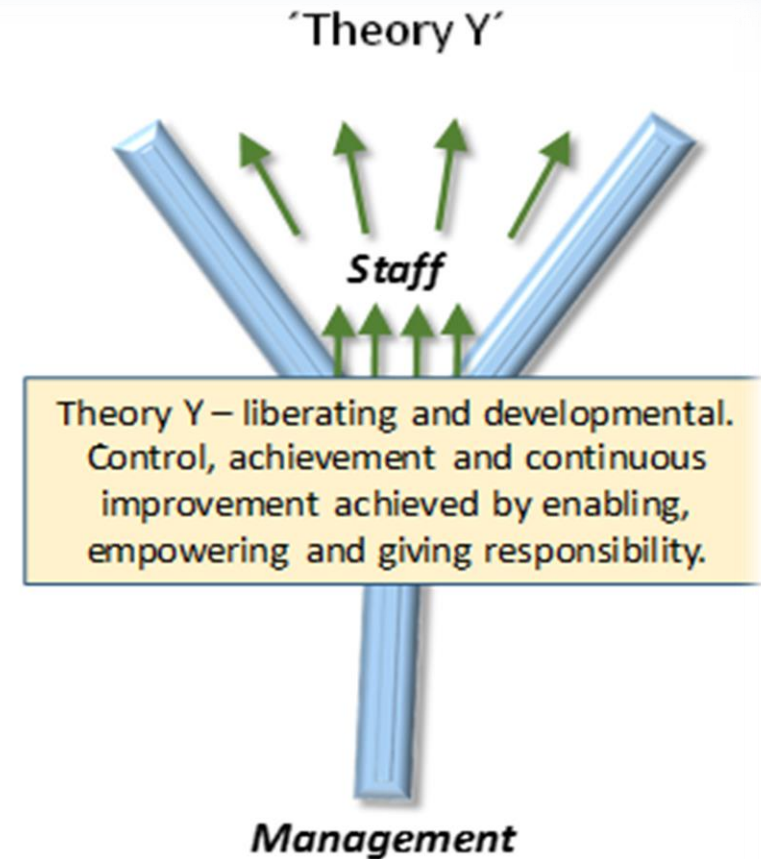 ´Theory Y´
Staff
Theory Y – liberating and developmental.
Control, achievement and continuous
improvement achieved by enabling,
empowering and giving responsibility.
Management